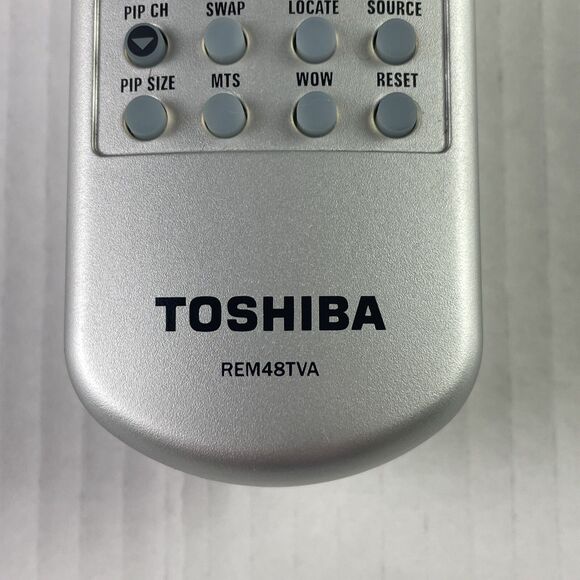 PIP CH SWAP LOCATE SOURCE
PIP SIZE MTS WOW RESET
TOSHIBA
REM48TVA